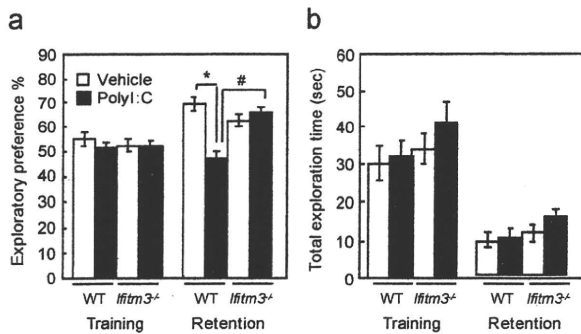 a
Exploratory preference %
90
80
70
60
50
40
30
20
10
0
Vehicle
PolyI:C
*
#
WT Ifitm3-/-
WT Ifitm3-/-
Training
Retention
b
Total exploration time (sec)
60
50
40
30
20
10
0
WT Ifitm3-/-
WT Ifitm3-/-
Training
Retention